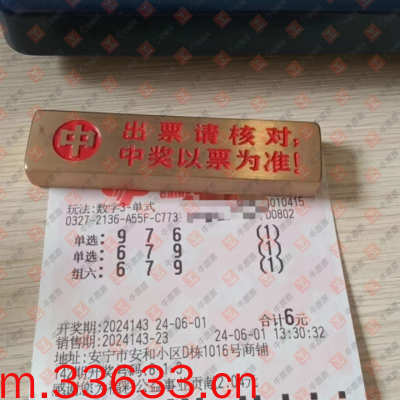 中
出票请核对,
中奖以票为准!
玩法:数字3-单式
010415
0327-2136-A55F-C773
00802
单选: 9 7 6 (1)
单选: 6 7 9 (1)
组六: 6 7 9 (1)
合计6元
开奖期:2024143 24-06-01
销售期:2024143-23 24-06-01 13:30:32
地址:安宁市安和小区D栋1016号商铺
m.33633.cn